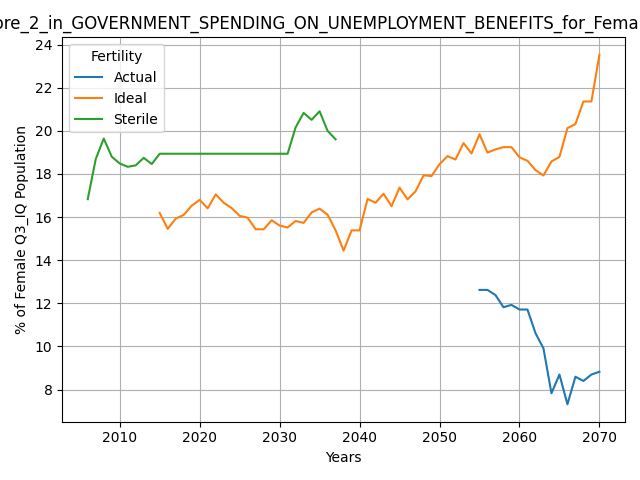 ore_2_in_GOVERNMENT_SPENDING_ON_UNEMPLOYMENT_BENEFITS_for_Fema
Fertility
Actual
Ideal
Sterile
% of Female Q3_IQ Population
24
22
20
18
16
14
12
10
8
2010 2020 2030 2040 2050 2060 2070
Years